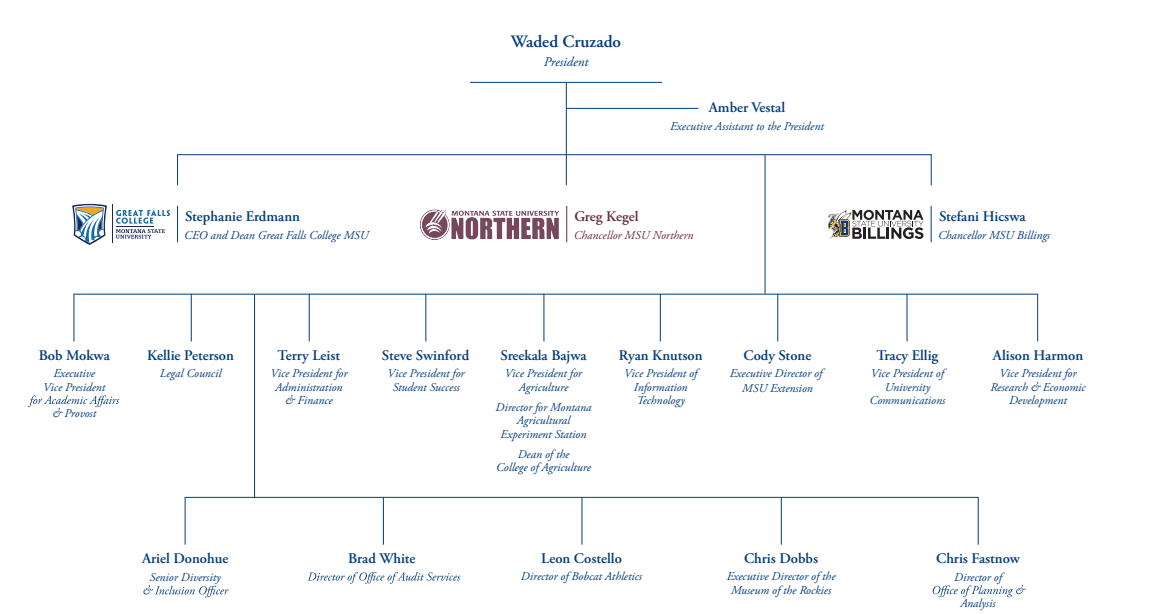 Waded Cruzado
President
Amber Vestal
Executive Assistant to the President
GREAT FALLS
COLLEGE
MONTANA STATE
UNIVERSITY
Stephanie Erdmann
CEO and Dean Great Falls College MSU
MONTANA STATE UNIVERSITY
NORTHERN
Greg Kegel
Chancellor MSU Northern
MONTANA
STATE UNIVERSITY
BILLINGS
Stefani Hicswa
Chancellor MSU Billings
Bob Mokwa
Executive
Vice President
for Academic Affairs
& Provost
Kellie Peterson
Legal Council
Terry Leist
Vice President for
Administration
& Finance
Steve Swinford
Vice President for
Student Success
Sreekala Bajwa
Vice President for
Agriculture
Director for Montana
Agricultural
Experiment Station
Dean of the
College of Agriculture
Ryan Knutson
Vice President of
Information
Technology
Cody Stone
Executive Director of
MSU Extension
Tracy Ellig
Vice President of
University
Communications
Alison Harmon
Vice President for
Research & Economic
Development
Ariel Donohue
Senior Diversity
& Inclusion Officer
Brad White
Director of Office of Audit Services
Leon Costello
Director of Bobcat Athletics
Chris Dobbs
Executive Director of the
Museum of the Rockies
Chris Fastnow
Director of
Office of Planning &
Analysis